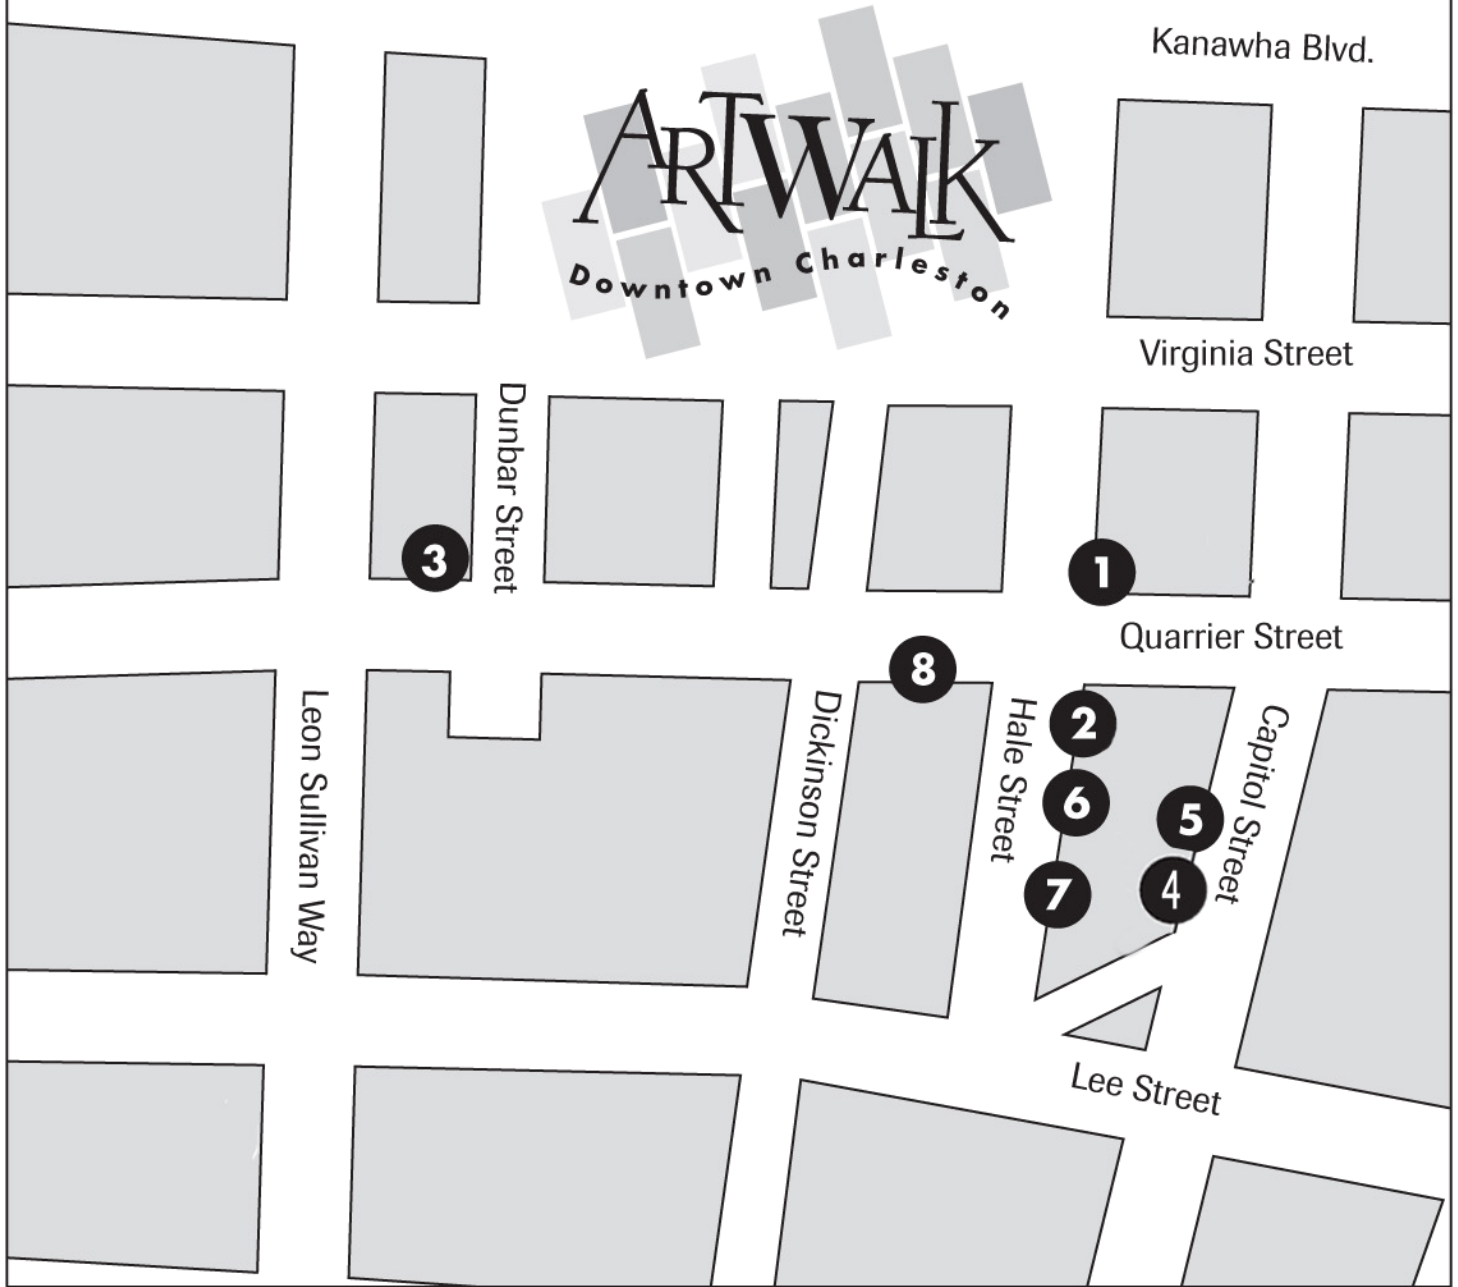 Kanawha Blvd.
ARTWALK
Downtown Charleston
Virginia Street
Dunbar Street
3
1
Quarrier Street
8
Leon Sullivan Way
Dickinson Street
Hale Street
2
Capitol Street
6
5
7
4
Lee Street